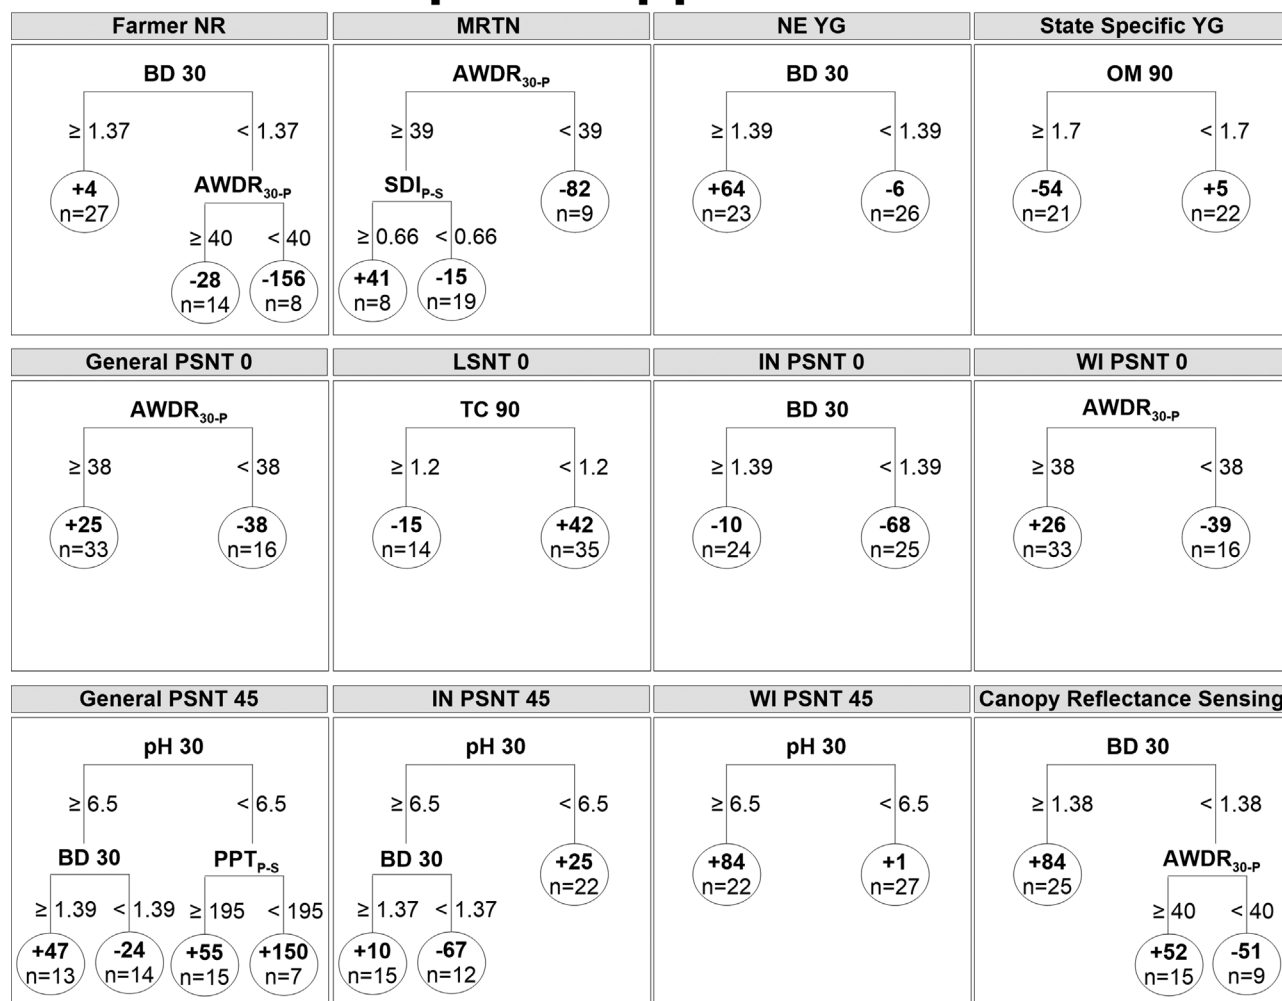 Farmer NR
MRTN
NE YG
State Specific YG
BD 30
≥ 1.37
< 1.37
+4
n=27
AWDR30-P
≥ 40
< 40
-28
n=14
-156
n=8
AWDR30-P
≥ 39
< 39
SDIP-S
-82
n=9
≥ 0.66
< 0.66
+41
n=8
-15
n=19
BD 30
≥ 1.39
< 1.39
+64
n=23
-6
n=26
OM 90
≥ 1.7
< 1.7
-54
n=21
+5
n=22
General PSNT 0
LSNT 0
IN PSNT 0
WI PSNT 0
AWDR30-P
≥ 38
< 38
+25
n=33
-38
n=16
TC 90
≥ 1.2
< 1.2
-15
n=14
+42
n=35
BD 30
≥ 1.39
< 1.39
-10
n=24
-68
n=25
AWDR30-P
≥ 38
< 38
+26
n=33
-39
n=16
General PSNT 45
IN PSNT 45
WI PSNT 45
Canopy Reflectance Sensing
pH 30
≥ 6.5
< 6.5
BD 30
PPTP-S
≥ 1.39
< 1.39
≥ 195
< 195
+47
n=13
-24
n=14
+55
n=15
+150
n=7
pH 30
≥ 6.5
< 6.5
BD 30
+25
n=22
≥ 1.37
< 1.37
+10
n=15
-67
n=12
pH 30
≥ 6.5
< 6.5
+84
n=22
+1
n=27
BD 30
≥ 1.38
< 1.38
+84
n=25
AWDR30-P
≥ 40
< 40
+52
n=15
-51
n=9